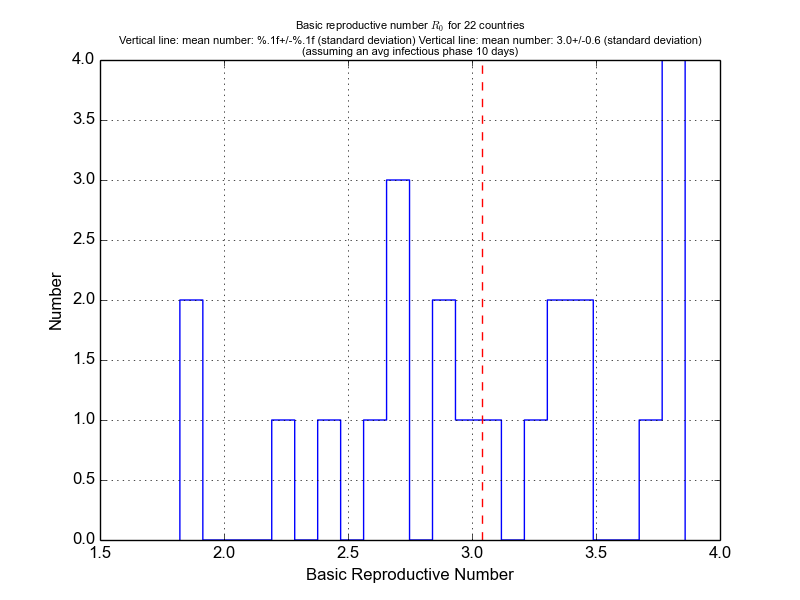 Basic reproductive number R₀ for 22 countries
Vertical line: mean number: %.1f+/-%.1f (standard deviation) Vertical line: mean number: 3.0+/-0.6 (standard deviation)
(assuming an avg infectious phase 10 days)
4.0
3.5
3.0
2.5
2.0
1.5
1.0
0.5
0.0
Number
1.5 2.0 2.5 3.0 3.5 4.0
Basic Reproductive Number